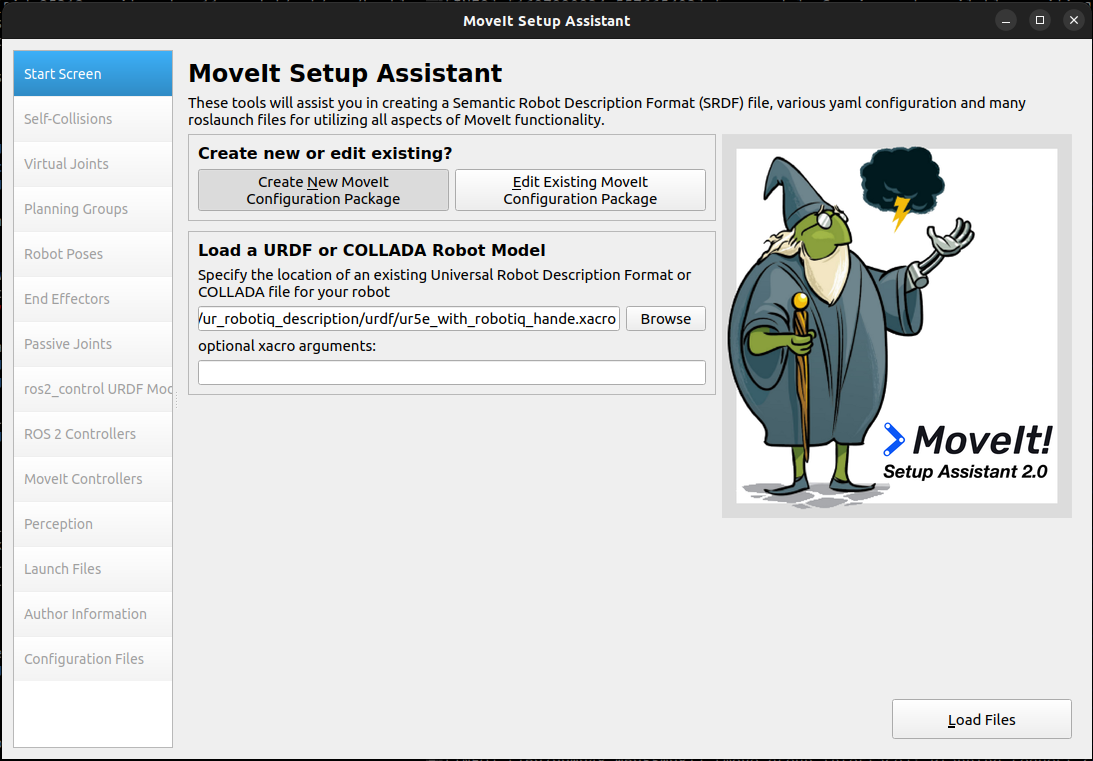 MoveIt Setup Assistant
Start Screen
Self-Collisions
Virtual Joints
Planning Groups
Robot Poses
End Effectors
Passive Joints
ros2_control URDF Mod
ROS 2 Controllers
MoveIt Controllers
Perception
Launch Files
Author Information
Configuration Files
MoveIt Setup Assistant
These tools will assist you in creating a Semantic Robot Description Format (SRDF) file, various yaml configuration and many
roslaunch files for utilizing all aspects of MoveIt functionality.
Create new or edit existing?
Create New MoveIt
Configuration Package
Edit Existing MoveIt
Configuration Package
Load a URDF or COLLADA Robot Model
Specify the location of an existing Universal Robot Description Format or
COLLADA file for your robot
/ur_robotiq_description/urdf/ur5e_with_robotiq_hande.xacro
Browse
optional xacro arguments:
MoveIt!
Setup Assistant 2.0
Load Files